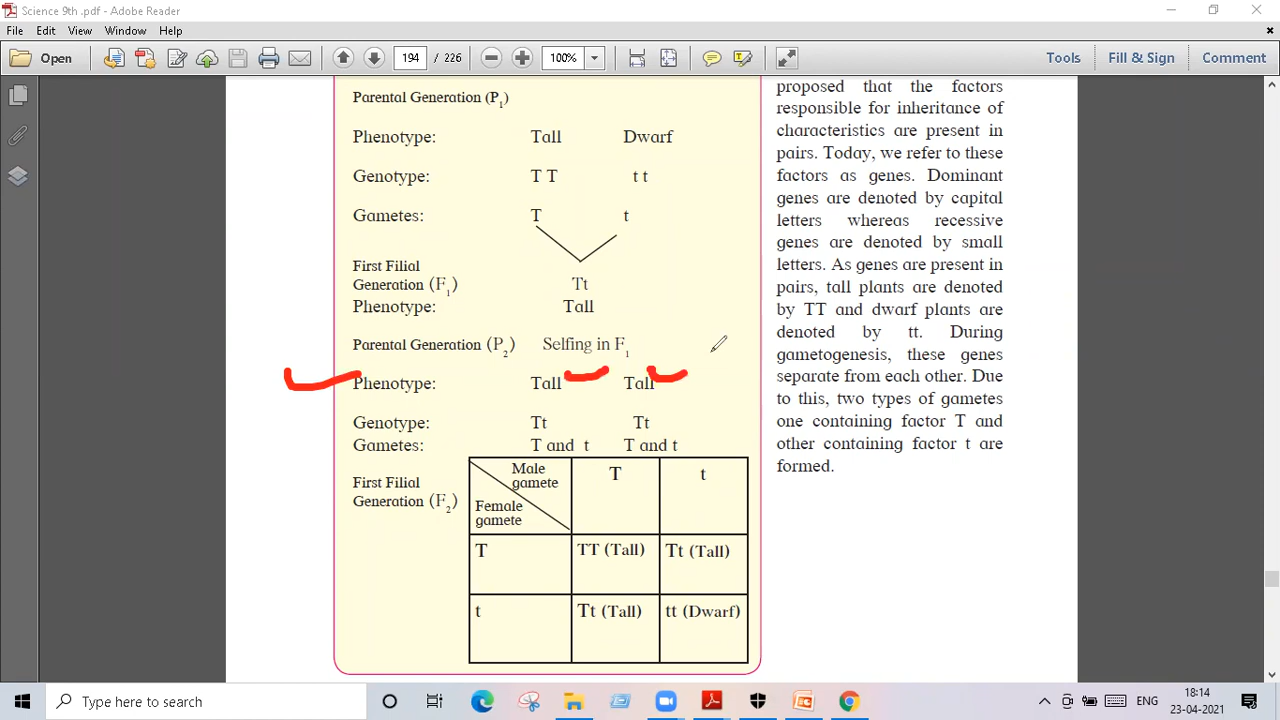 Science 9th .pdf - Adobe Reader
File Edit View Window Help
Open 194 / 226 100% Tools Fill & Sign Comment
Parental Generation (P1)
Phenotype: Tall Dwarf
Genotype: T T t t
Gametes: T t
First Filial
Generation (F1) Tt
Phenotype: Tall
Parental Generation (P2) Selfing in F1
Phenotype: Tall Tall
Genotype: Tt Tt
Gametes: T and t T and t
First Filial
Generation (F2)
Male
gamete
Female
gamete
T t
T TT (Tall) Tt (Tall)
t Tt (Tall) tt (Dwarf)
proposed that the factors
responsible for inheritance of
characteristics are present in
pairs. Today, we refer to these
factors as genes. Dominant
genes are denoted by capital
letters whereas recessive
genes are denoted by small
letters. As genes are present in
pairs, tall plants are denoted
by TT and dwarf plants are
denoted by tt. During
gametogenesis, these genes
separate from each other. Due
to this, two types of gametes
one containing factor T and
other containing factor t are
formed.
Type here to search
ENG
18:14
23-04-2021